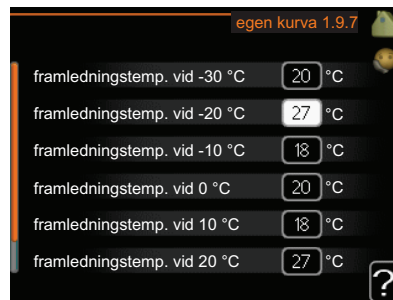 egen kurva 1.9.7
framledningstemp. vid -30 °C 20 °C
framledningstemp. vid -20 °C 27 °C
framledningstemp. vid -10 °C 18 °C
framledningstemp. vid 0 °C 20 °C
framledningstemp. vid 10 °C 18 °C
framledningstemp. vid 20 °C 27 °C
?